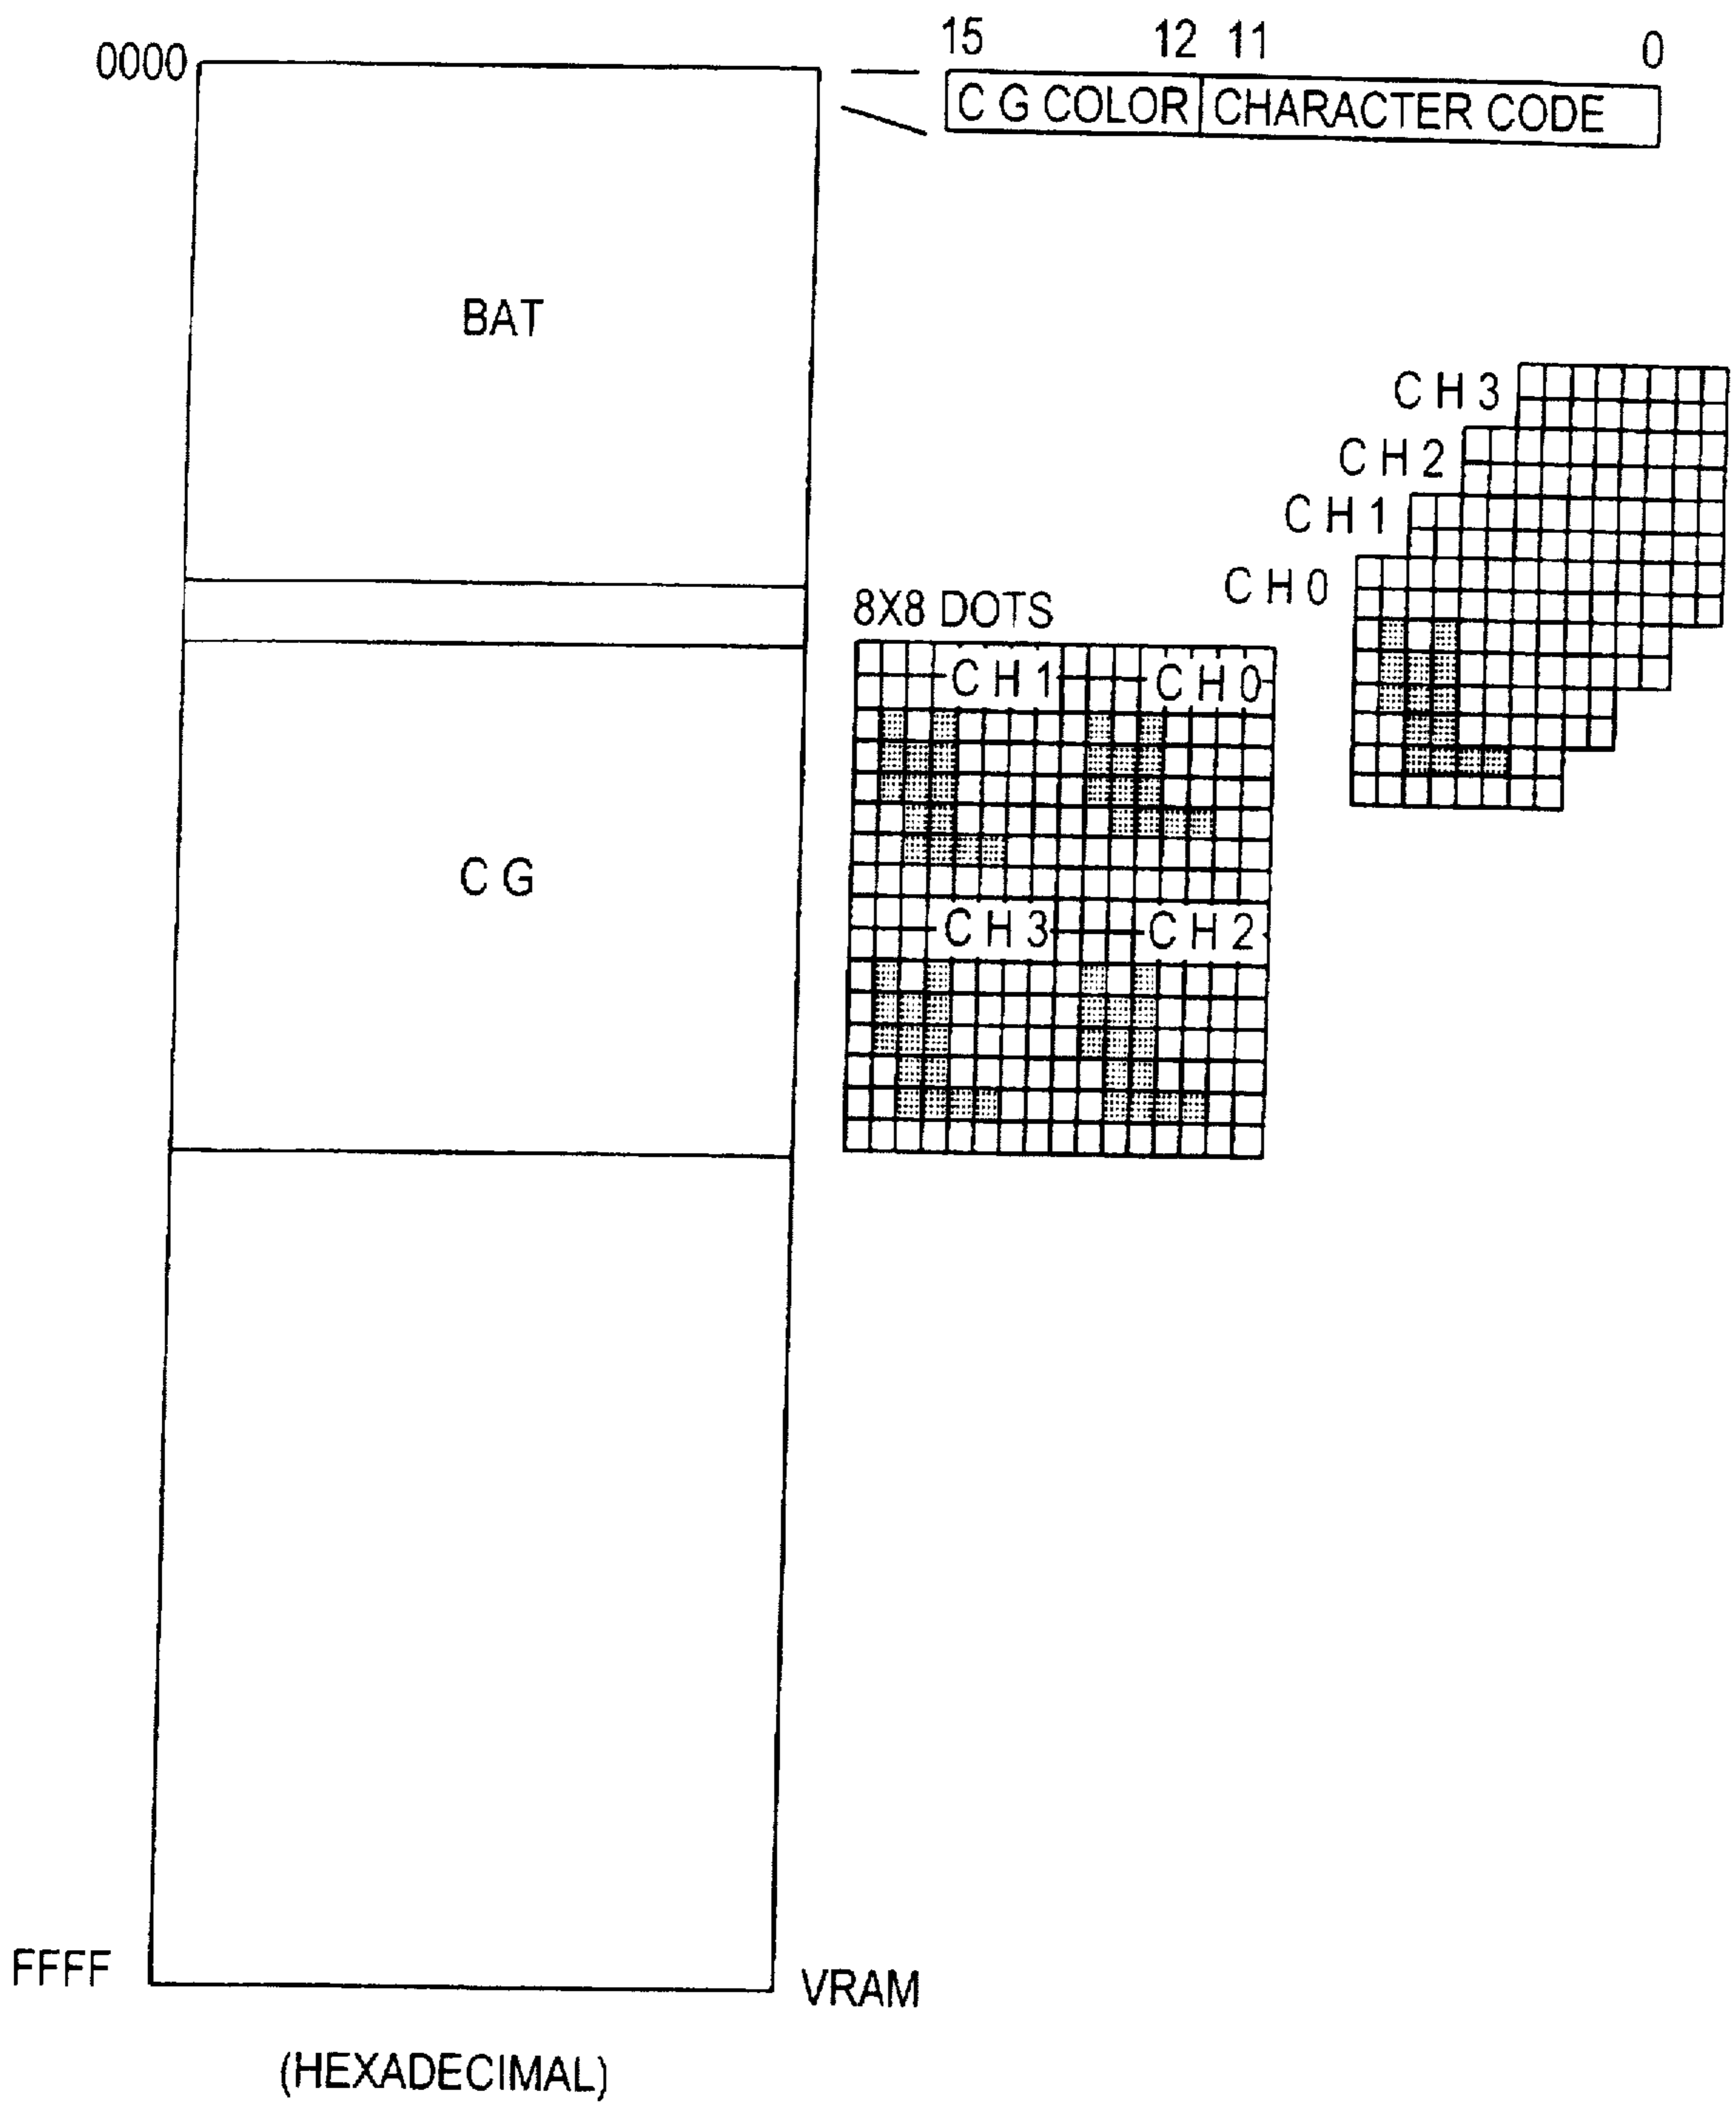 15 12 11 0
0000
C G COLOR CHARACTER CODE
BAT
C H 3
C H 2
C H 1
C H 0
8X8 DOTS
C H 1 C H 0
C G
C H 3 C H 2
FFFF
VRAM
(HEXADECIMAL)